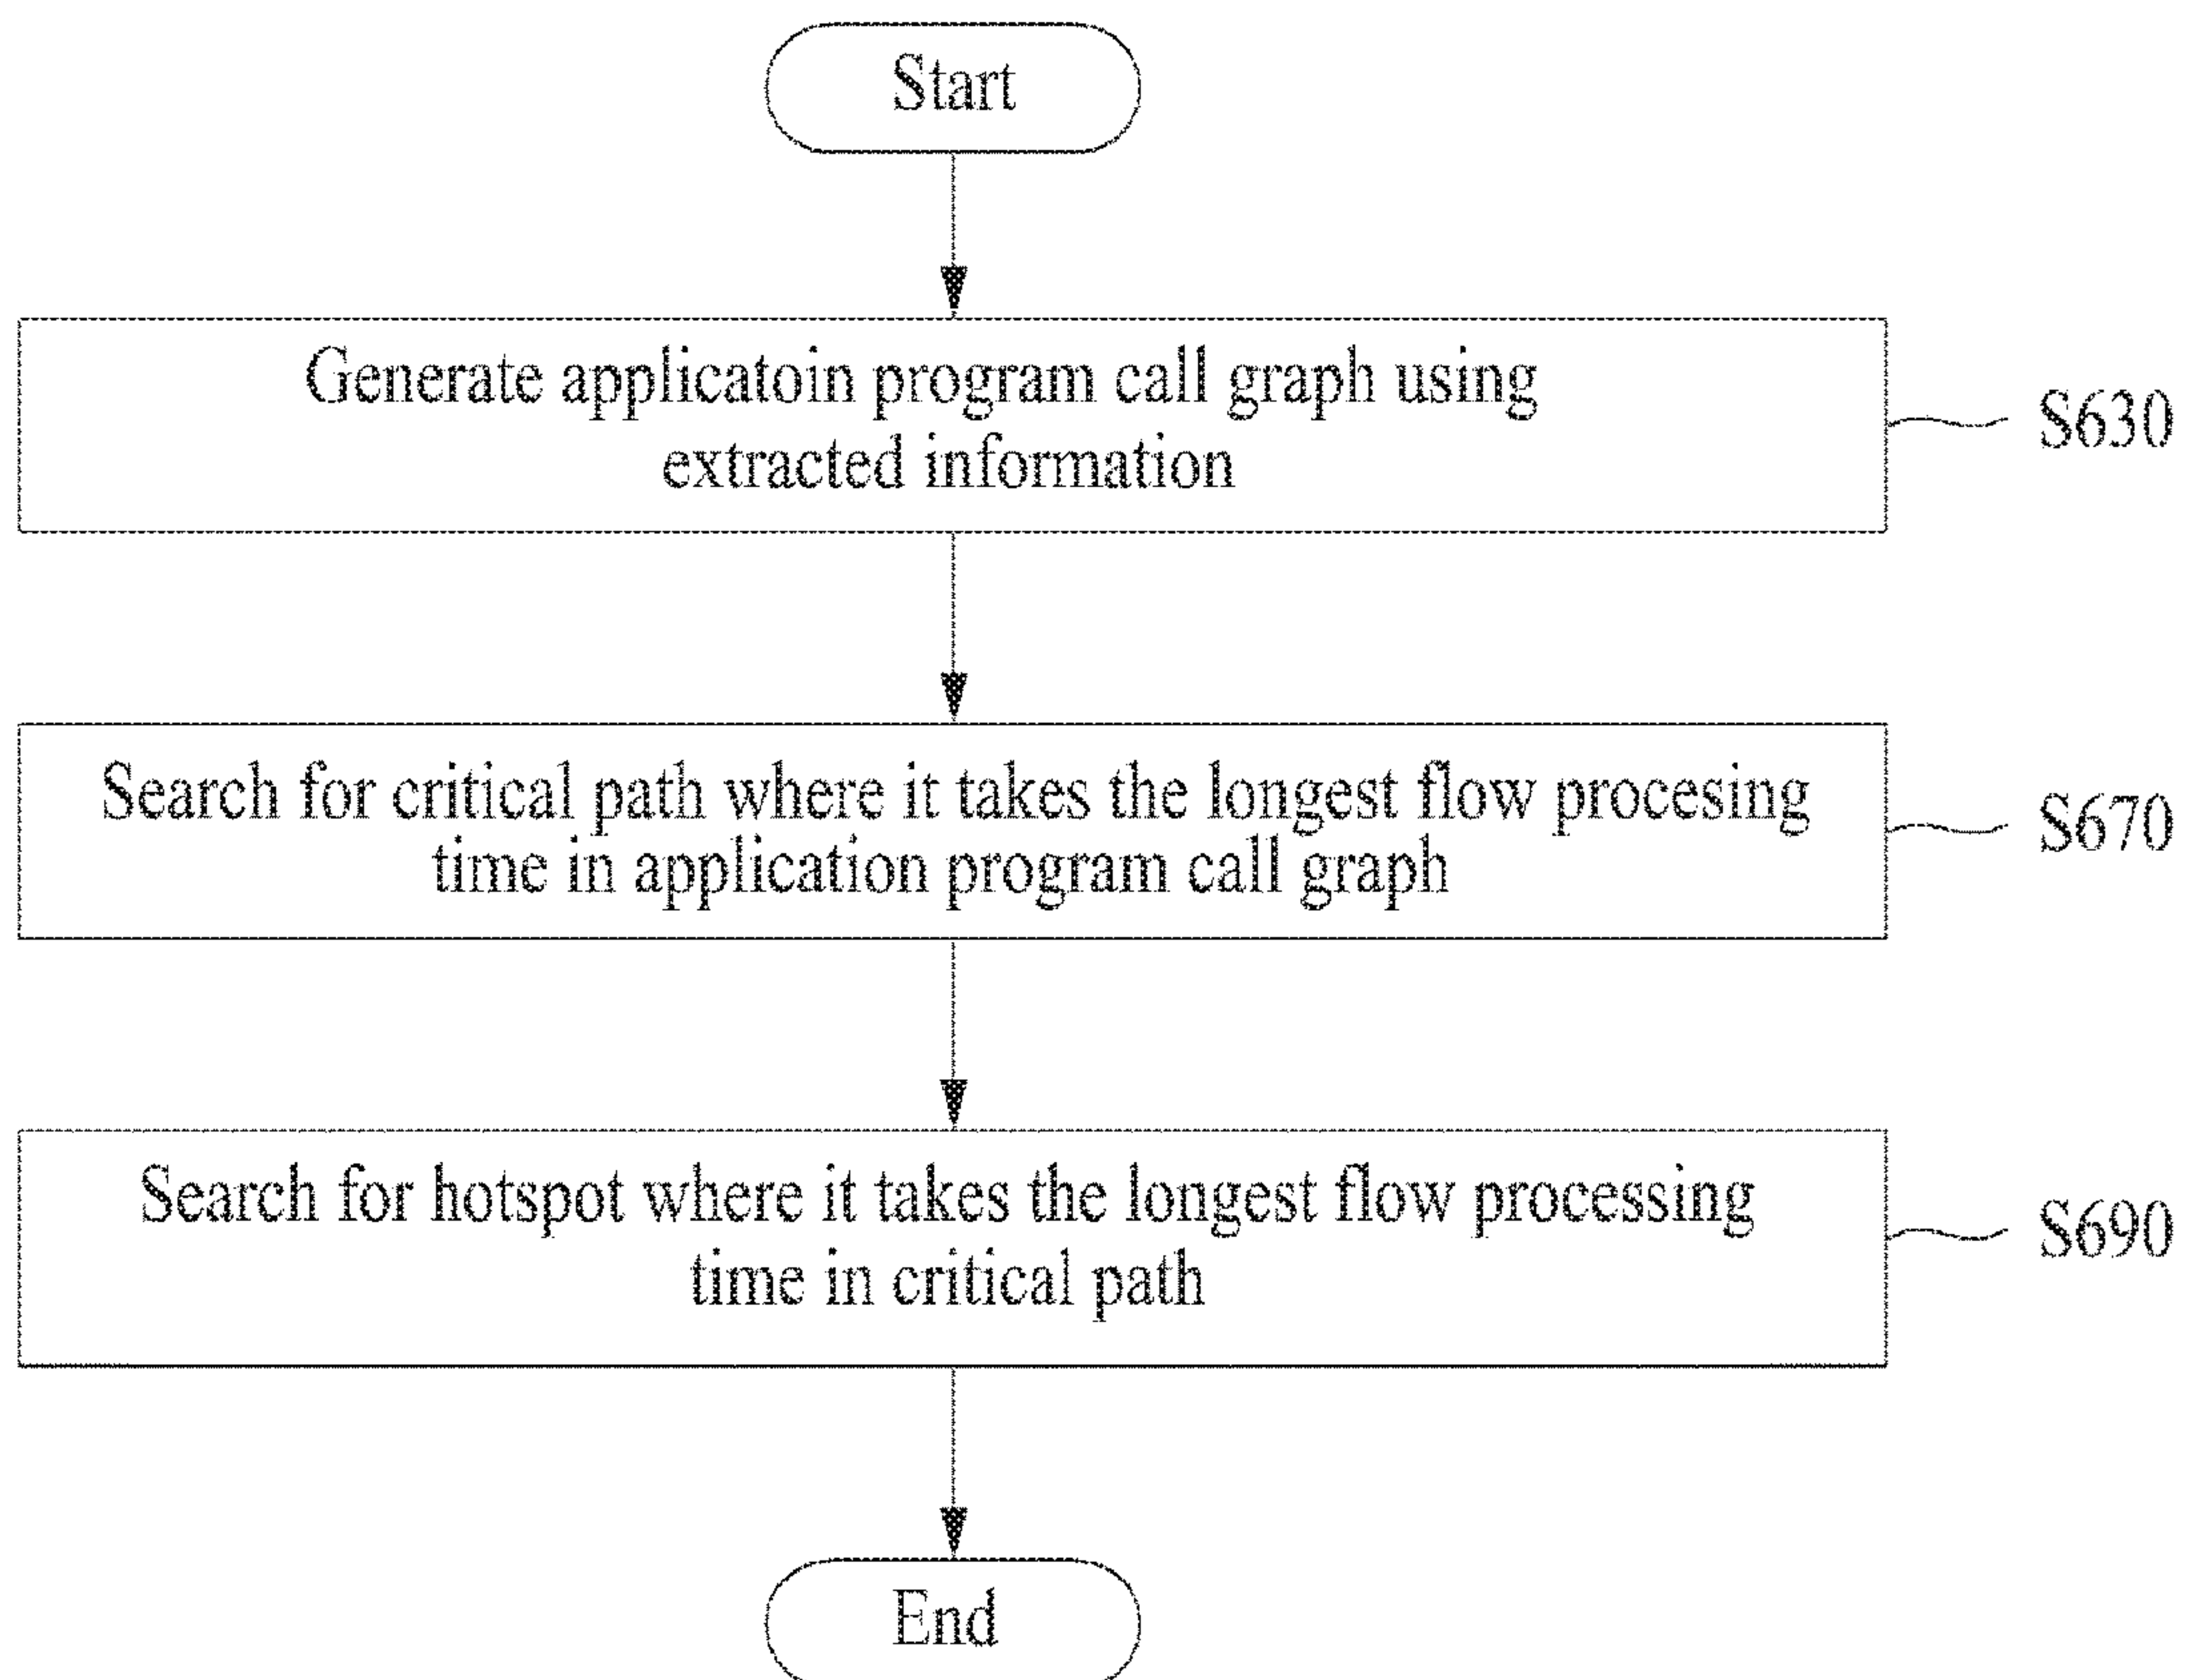 Start
Generate applicatoin program call graph using
extracted information
S630
Search for critical path where it takes the longest flow procesing
time in application program call graph
S670
Search for hotspot where it takes the longest flow processing
time in critical path
S690
End